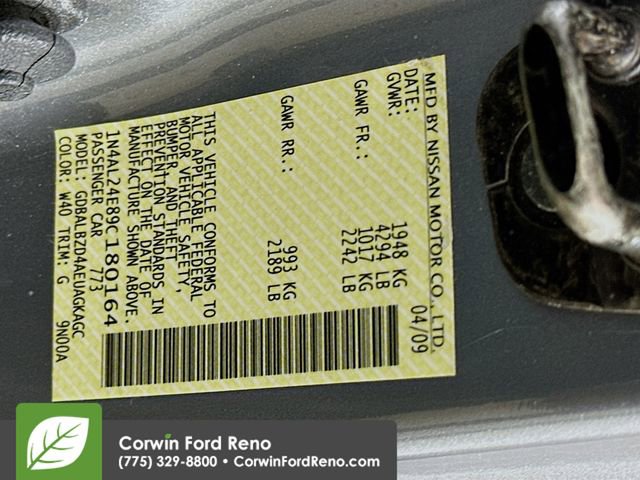 MFD BY NISSAN MOTOR CO., LTD.
DATE: 04/09
GVWR: 1948 KG
4294 LB
GAWR FR.: 1017 KG
2242 LB
GAWR RR.: 993 KG
2189 LB
THIS VEHICLE CONFORMS TO
ALL APPLICABLE FEDERAL
MOTOR VEHICLE SAFETY,
BUMPER, AND THEFT
PREVENTION STANDARDS IN
EFFECT ON THE DATE OF
MANUFACTURE SHOWN ABOVE.
1N4AL24E89C180164
PASSENGER CAR 773
MODEL: GDBALBZD4AEUAGKAGC
COLOR: W40 TRIM: G 9N00A
Corwin Ford Reno
(775) 329-8800 • CorwinFordReno.com